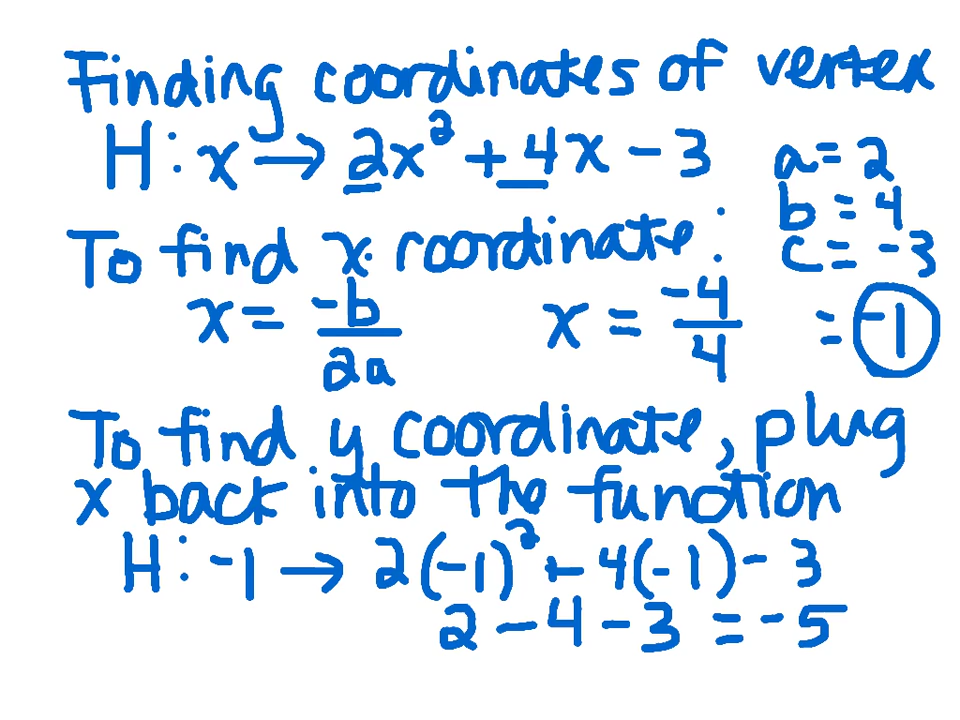 Finding coordinates of vertex
H: x → 2x² + 4x - 3 a = 2
b = 4
To find x. coordinate: c = -3
x = -b/2a x = -4/4 = -1
To find y coordinate, plug
x back into the function
H: -1 → 2(-1)² + 4(-1) - 3
2 - 4 - 3 = -5